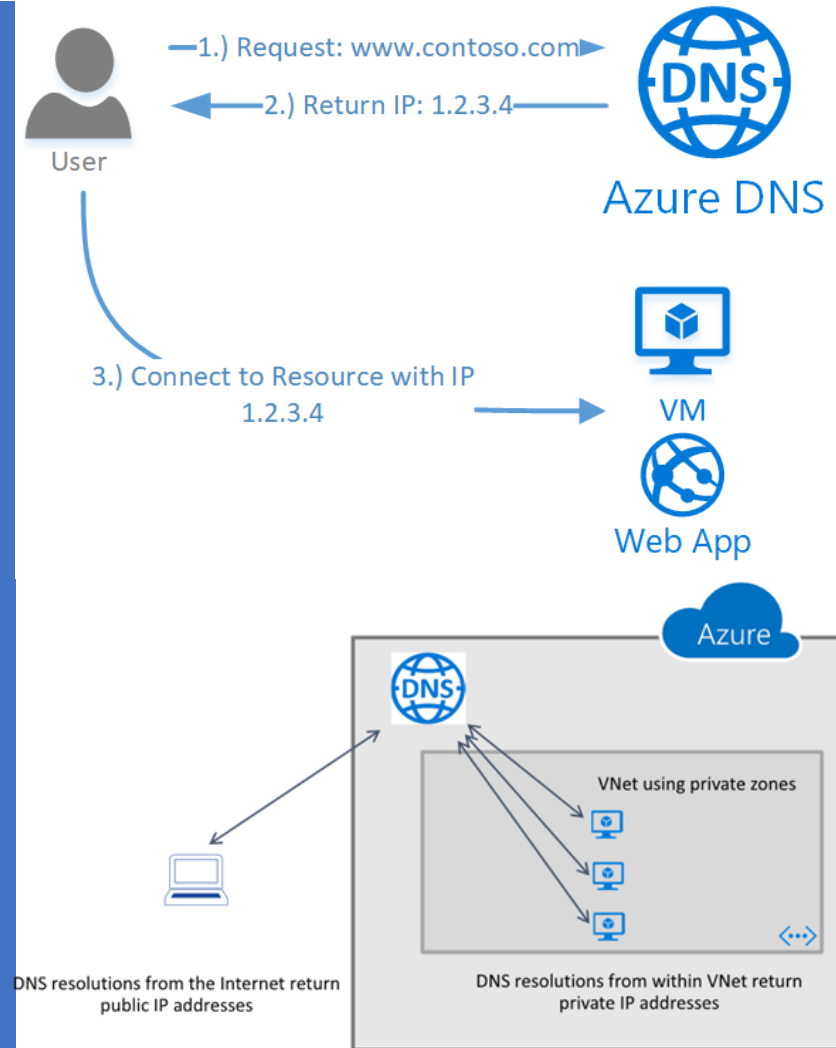 1.) Request: www.contoso.com
DNS
2.) Return IP: 1.2.3.4
User
Azure DNS
3.) Connect to Resource with IP
1.2.3.4
VM
Web App
Azure
DNS
VNet using private zones
DNS resolutions from the Internet return
public IP addresses
DNS resolutions from within VNet return
private IP addresses